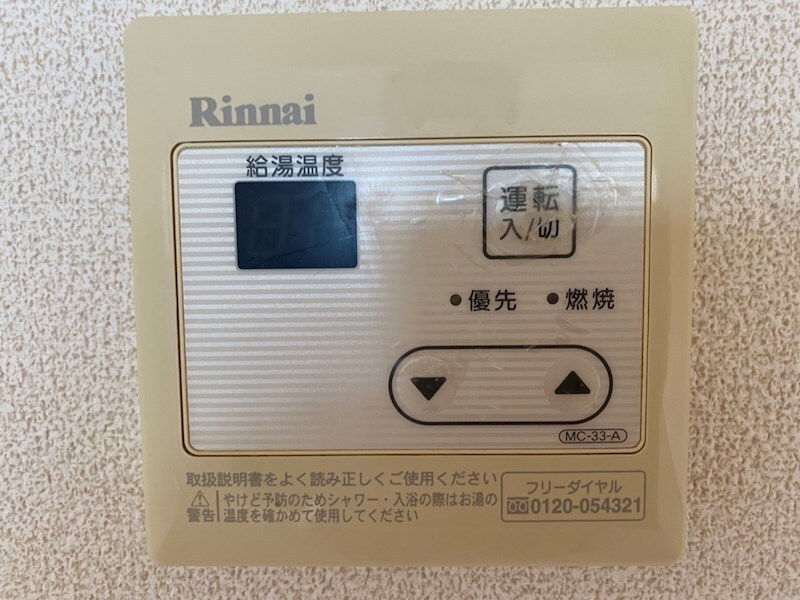 Rinnai
給湯温度
運転
入/切
優先
燃焼
MC-33-A
取扱説明書をよく読み正しくご使用ください
警告
やけど予防のためシャワー・入浴の際はお湯の
温度を確かめて使用してください
フリーダイヤル
0120-054321